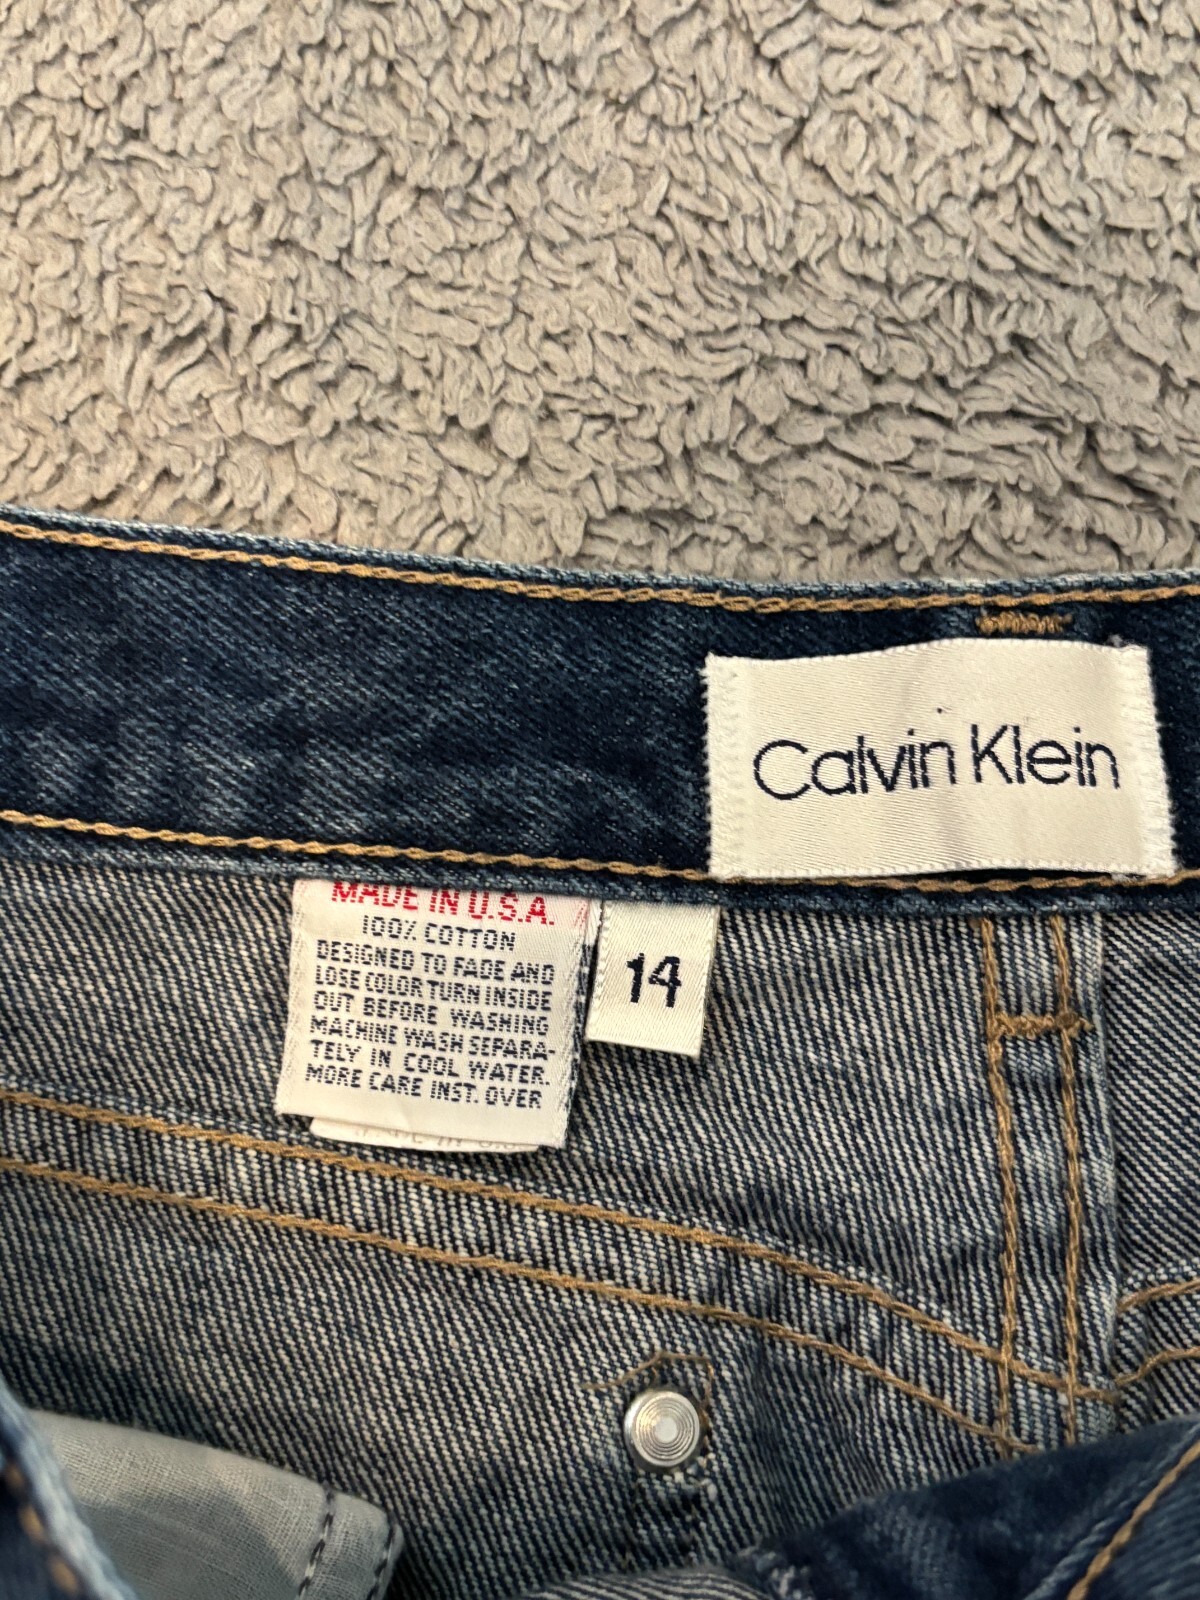 Calvin Klein
MADE IN U.S.A.
100% COTTON
DESIGNED TO FADE AND
LOSE COLOR TURN INSIDE
OUT BEFORE WASHING
MACHINE WASH SEPARA-
TELY IN COOL WATER.
MORE CARE INST. OVER
14